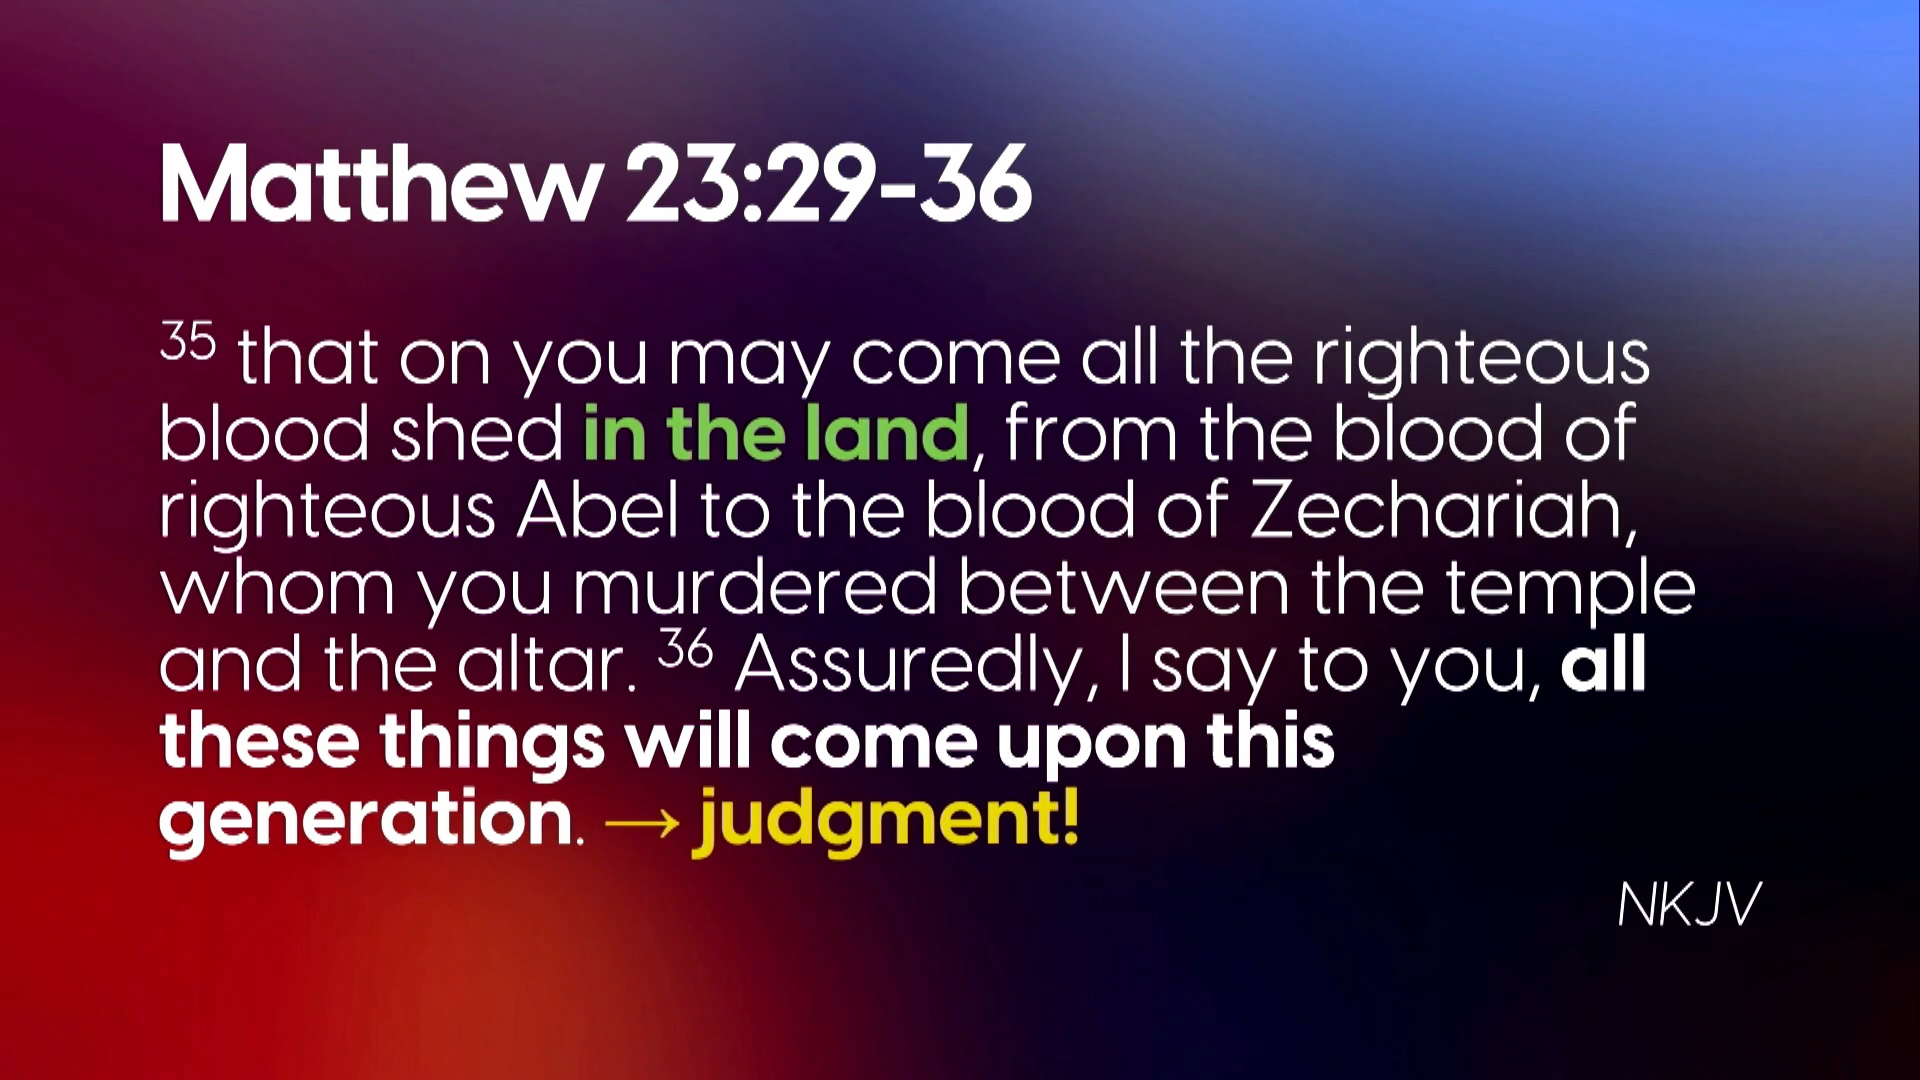 Matthew 23:29-36
35 that on you may come all the righteous
blood shed in the land, from the blood of
righteous Abel to the blood of Zechariah,
whom you murdered between the temple
and the altar. 36 Assuredly, I say to you, all
these things will come upon this
generation. → judgment!
NKJV